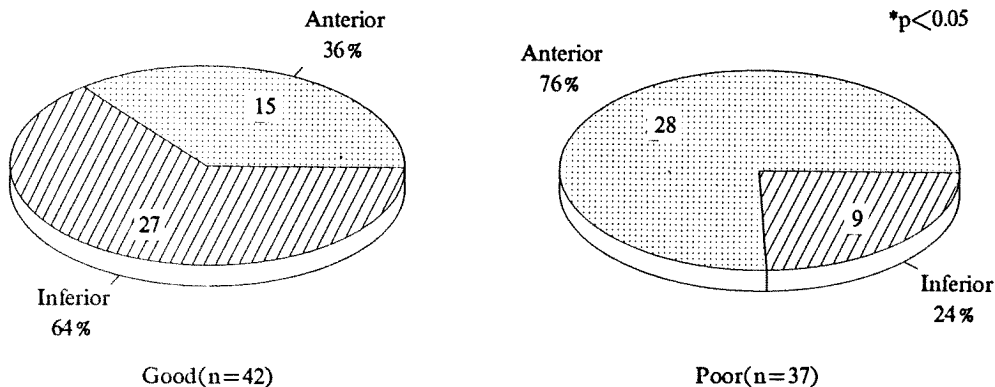 Anterior
36%
15
27
Inferior
64%
Good(n=42)
*p<0.05
Anterior
76%
28
9
Inferior
24%
Poor(n=37)